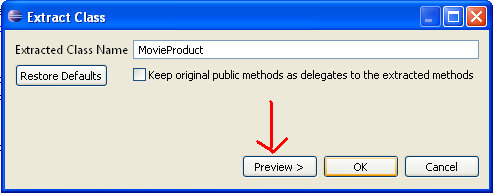 Extract Class
Extracted Class Name MovieProduct
Restore Defaults Keep original public methods as delegates to the extracted methods
Preview > OK Cancel